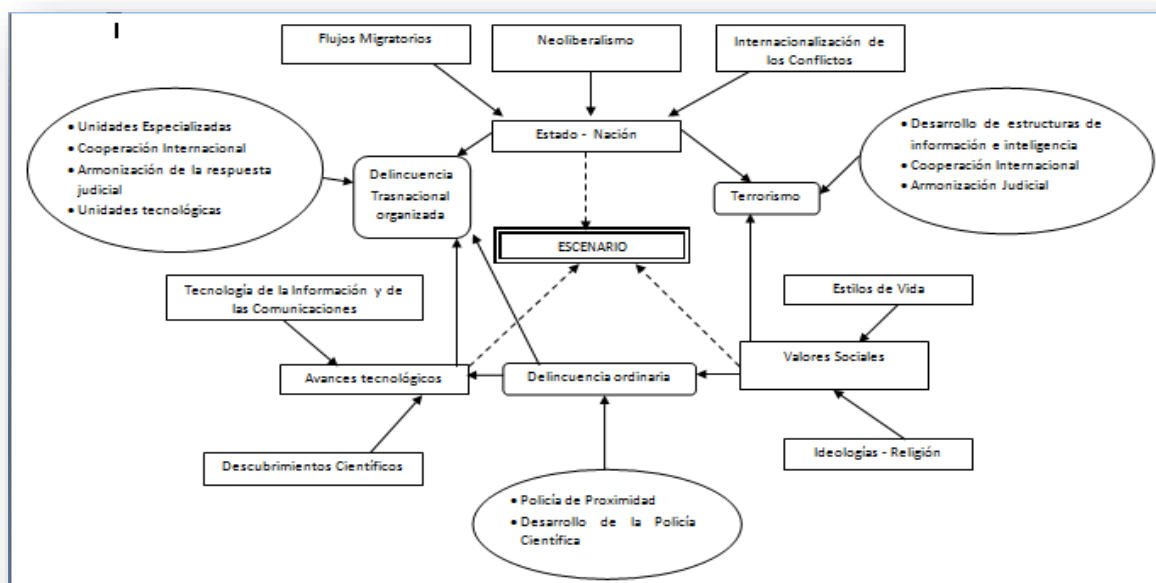 Flujos Migratorios
Neoliberalismo
Internacionalización de
los Conflictos
• Unidades Especializadas
• Cooperación Internacional
• Armonización de la respuesta
judicial
• Unidades tecnológicas
Estado - Nación
• Desarrollo de estructuras de
información e inteligencia
• Cooperación Internacional
• Armonización Judicial
Delincuencia
Trasnacional
organizada
Terrorismo
ESCENARIO
Tecnología de la Información y de
las Comunicaciones
Estilos de Vida
Avances tecnológicos
Delincuencia ordinaria
Valores Sociales
Descubrimientos Científicos
Ideologías - Religión
• Policía de Proximidad
• Desarrollo de la Policía
Científica